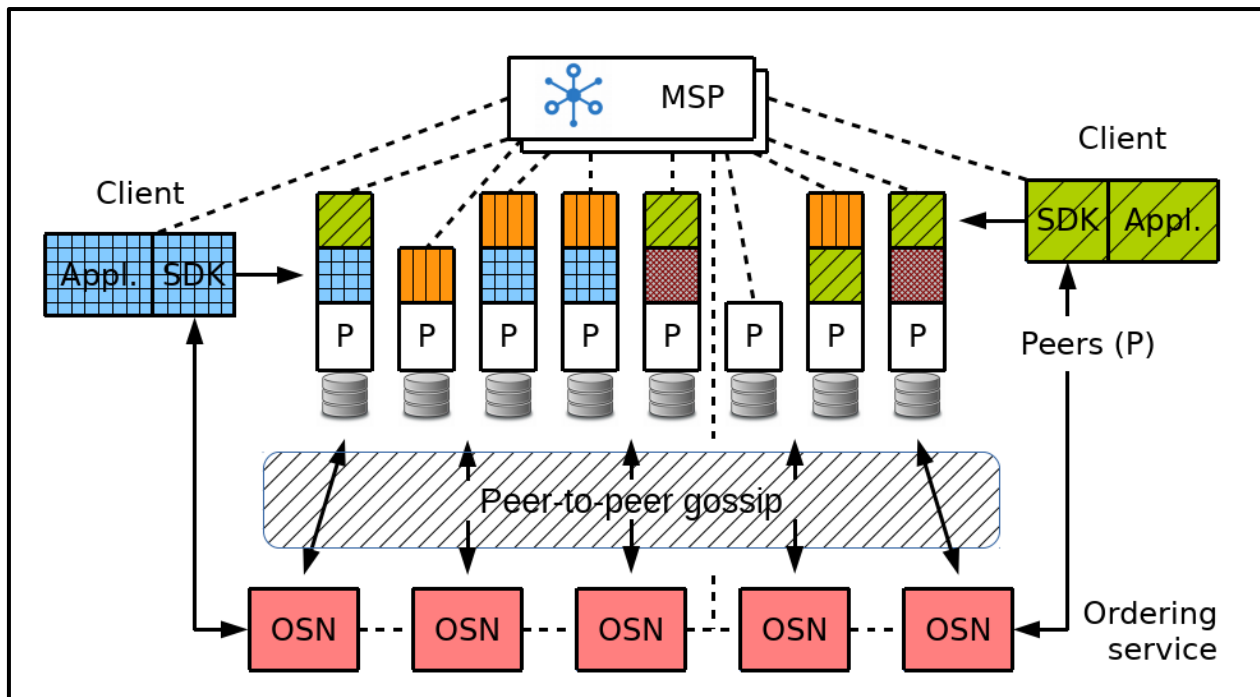 MSP
Client
Client
Appl. SDK
SDK Appl.
P P P P P P P P
Peers (P)
Peer-to-peer gossip
OSN OSN OSN OSN OSN
Ordering
service